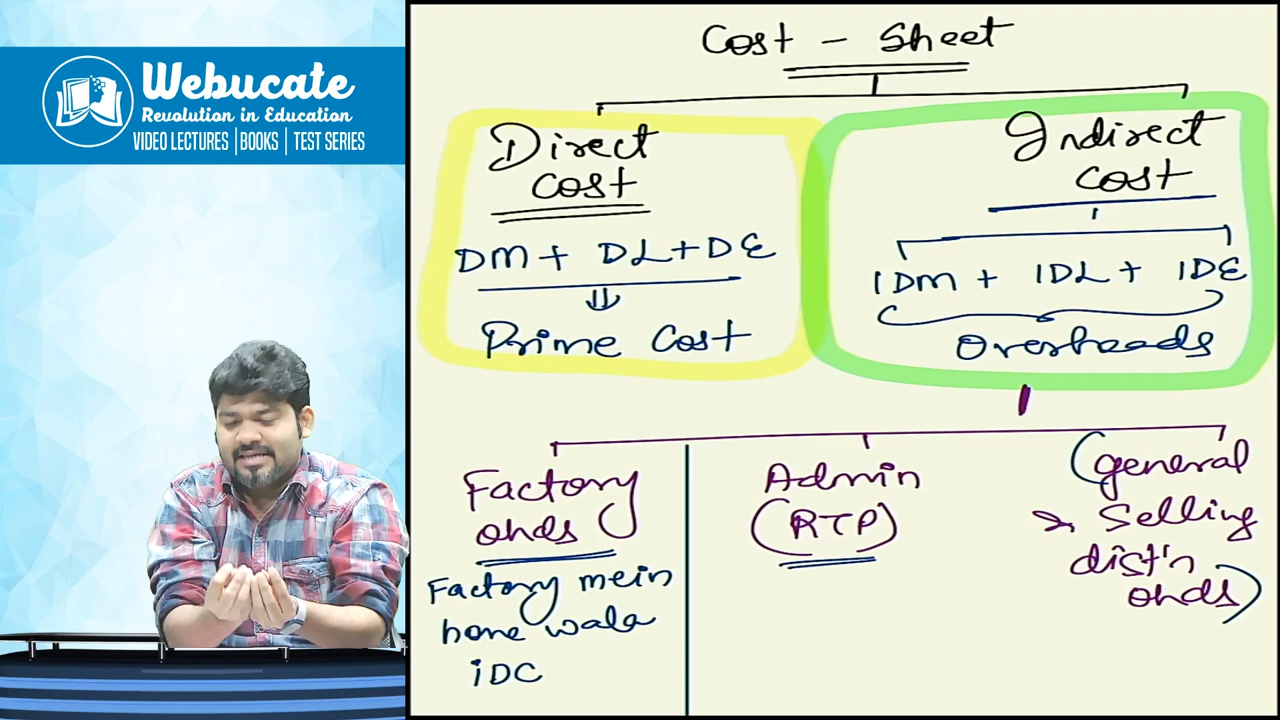 Webucate
Revolution in Education
VIDEO LECTURES | BOOKS | TEST SERIES
Cost - Sheet
Direct
Cost
DM + DL + DE
⇓
Prime Cost
Indirect
Cost
IDM + IDL + IDE
Overheads
Factory
ohds
Factory mein
hone wala
iDC
Admin
(RTP)
(general
& Selling
dist'n
ohds)